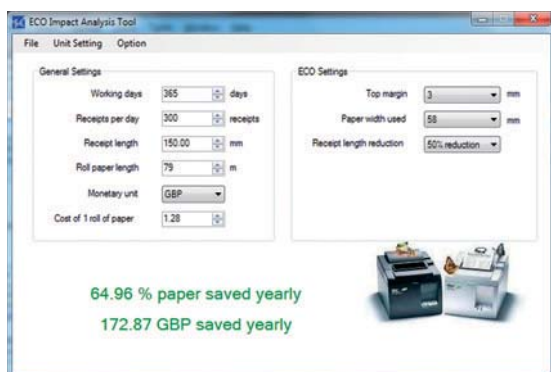 ECO Impact Analysis Tool
File Unit Setting Option
General Settings
Working days 365 days
Receipts per day 300 receipts
Receipt length 150.00 mm
Roll paper length 79 m
Monetary unit GBP
Cost of 1 roll of paper 1.28
ECO Settings
Top margin 3 mm
Paper width used 58 mm
Receipt length reduction 50% reduction
64.96 % paper saved yearly
172.87 GBP saved yearly